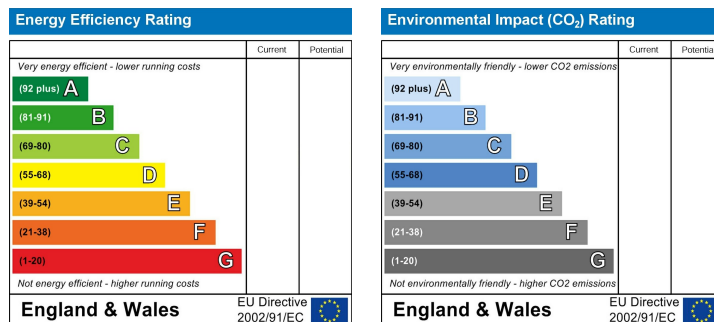 Energy Efficiency Rating
Current Potential
Very energy efficient - lower running costs
(92 plus) A
(81-91) B
(69-80) C
(55-68) D
(39-54) E
(21-38) F
(1-20) G
Not energy efficient - higher running costs
England & Wales
EU Directive
2002/91/EC
Environmental Impact (CO₂) Rating
Current Potential
Very environmentally friendly - lower CO2 emissions
(92 plus) A
(81-91) B
(69-80) C
(55-68) D
(39-54) E
(21-38) F
(1-20) G
Not environmentally friendly - higher CO2 emissions
England & Wales
EU Directive
2002/91/EC